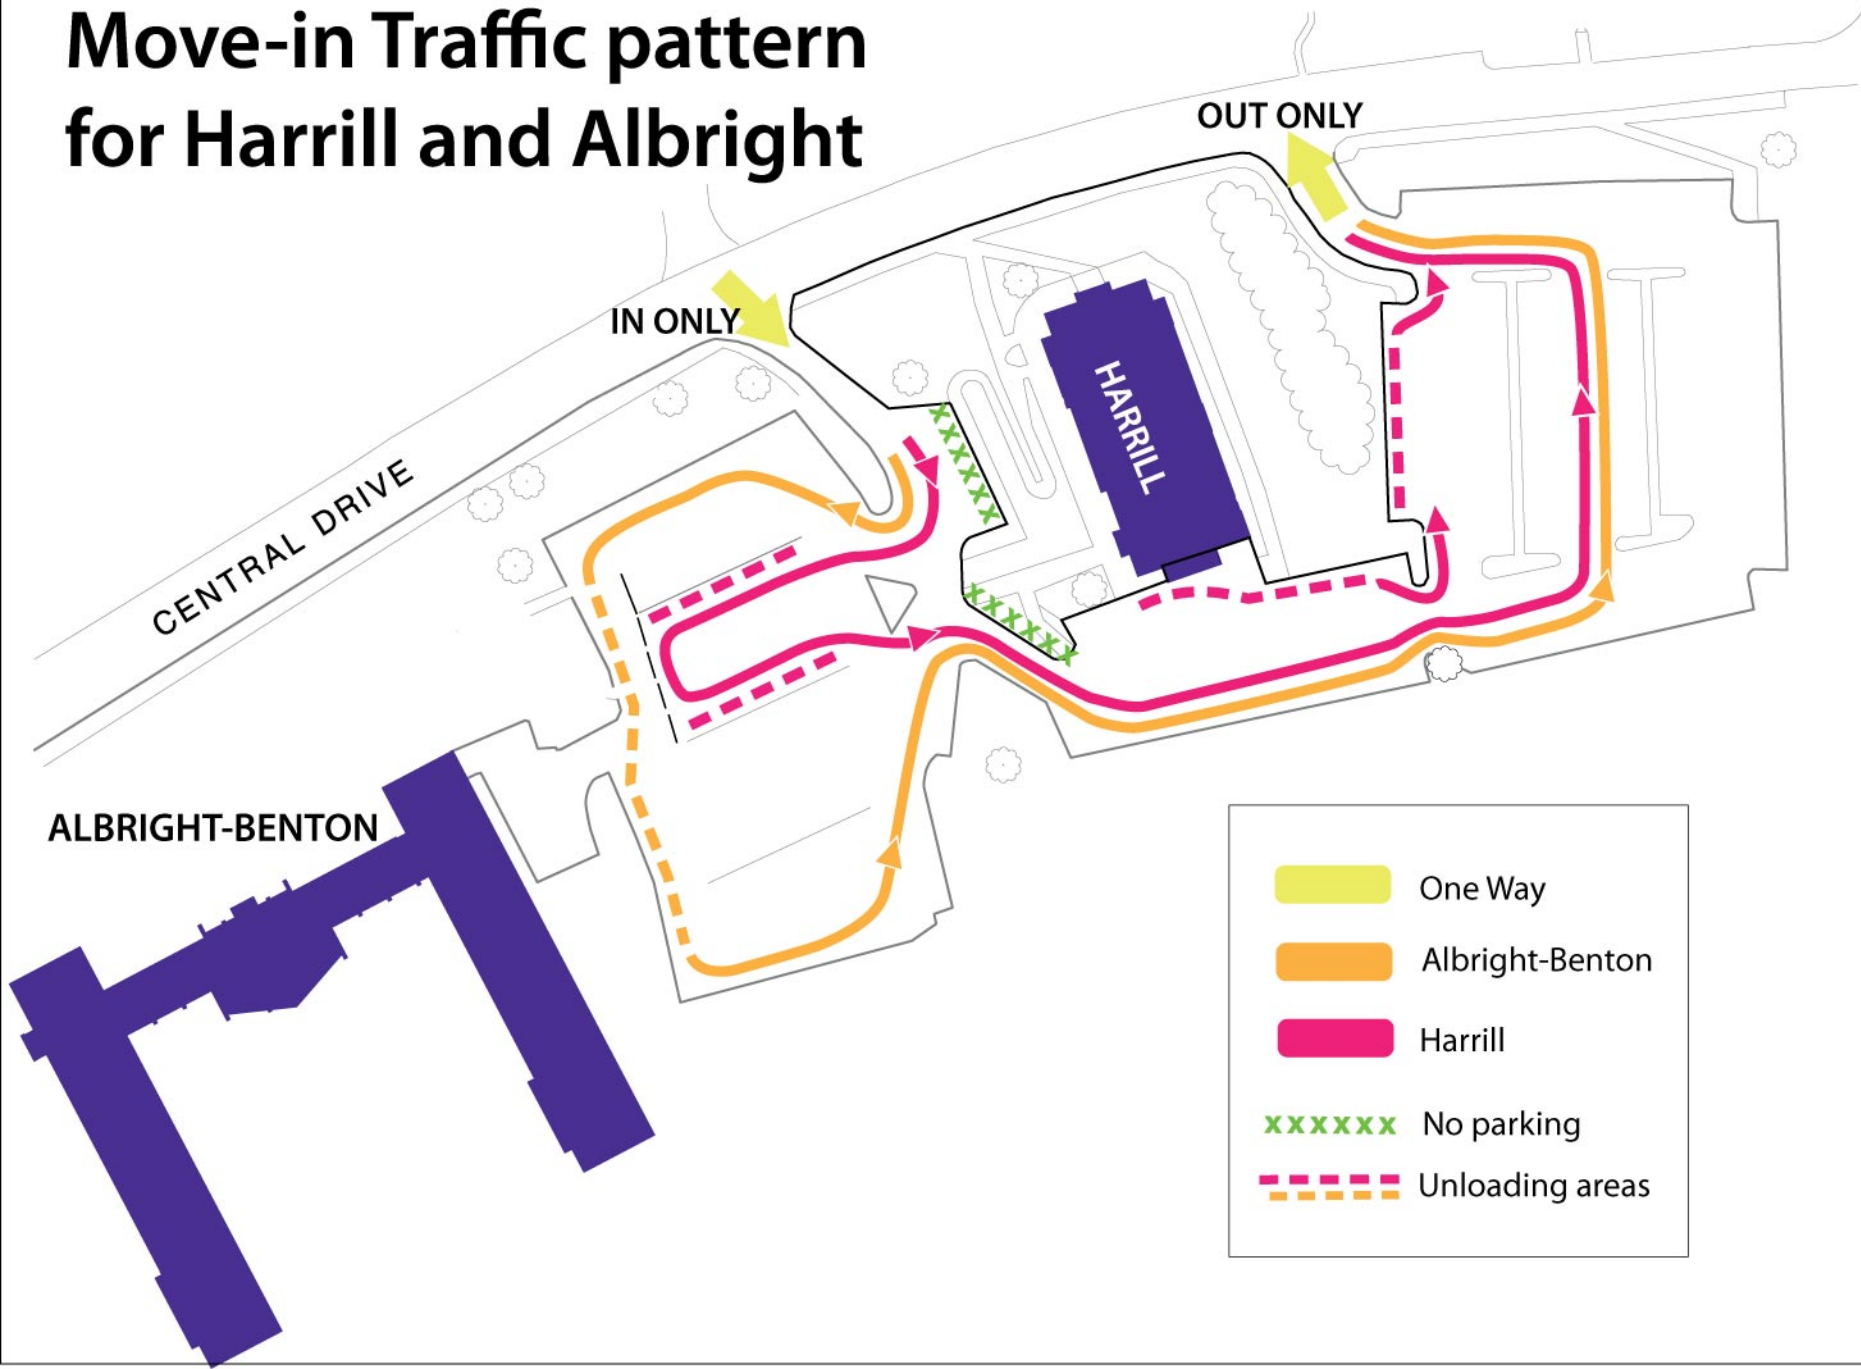 Move-in Traffic pattern
for Harrill and Albright
OUT ONLY
IN ONLY
HARRILL
CENTRAL DRIVE
ALBRIGHT-BENTON
One Way
Albright-Benton
Harrill
xxxxxx No parking
Unloading areas